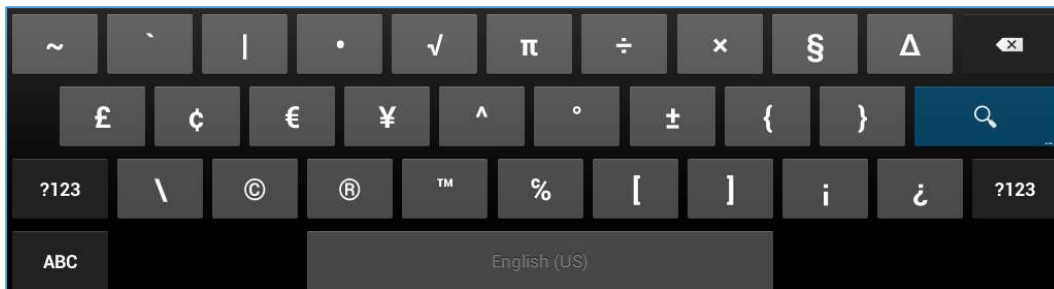 ~ ` | • √ π ÷ × § Δ
£ ¢ € ¥ ^ ° ± { }
?123 \ © ® ™ ℅ [ ] ¡ ¿ ?123
ABC English (US)